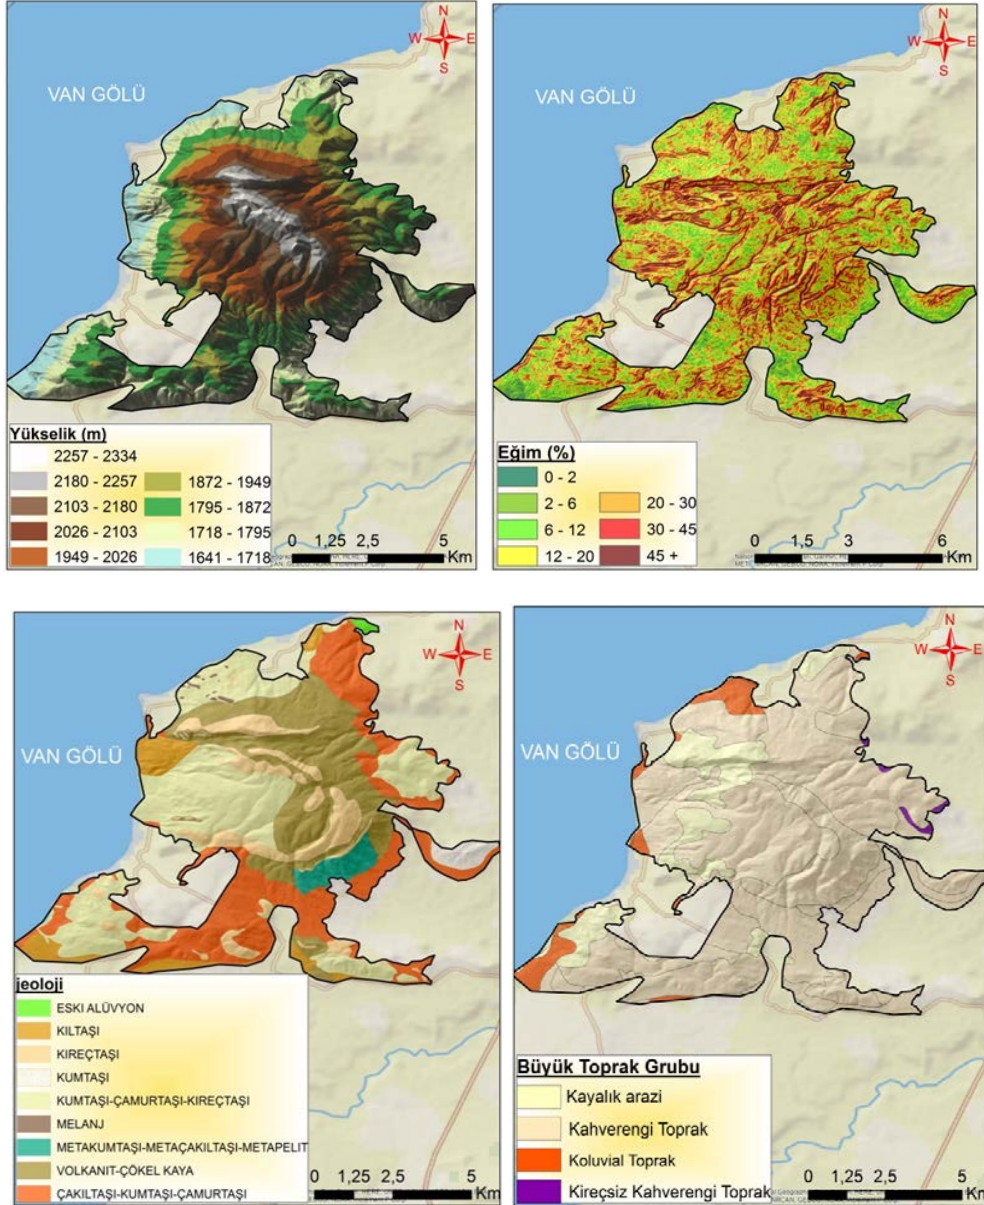 N
W E
S
VAN GÖLÜ
Yükselik (m)
2257 - 2334
2180 - 2257
2103 - 2180
2026 - 2103
1949 - 2026
1872 - 1949
1795 - 1872
1718 - 1795
1641 - 1718
0 1,25 2,5 5
Km
N
W E
S
VAN GÖLÜ
Eğim (%)
0 - 2
2 - 6
6 - 12
12 - 20
20 - 30
30 - 45
45 +
0 1,5 3 6
Km
N
W E
S
VAN GÖLÜ
jeoloji
ESKI ALÜVYON
KILTAŞI
KIREÇTAŞI
KUMTAŞI
KUMTAŞI-ÇAMURTAŞI-KIREÇTAŞI
MELANJ
METAKUMTAŞI-METAÇAKILTAŞI-METAPELIT
VOLKANIT-ÇÖKEL KAYA
ÇAKILTAŞI-KUMTAŞI-ÇAMURTAŞI
0 1,25 2,5 5
Km
N
W E
S
VAN GÖLÜ
Büyük Toprak Grubu
Kayalık arazi
Kahverengi Toprak
Koluvial Toprak
Kireçsiz Kahverengi Toprak
0 1,25 2,5 5
Km